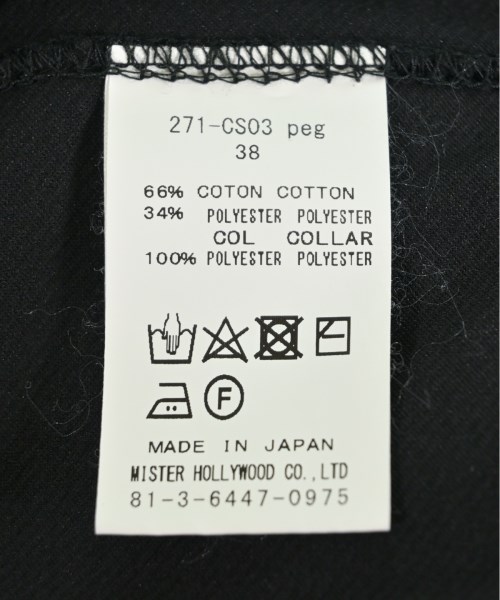 271-CS03 peg
38
66% COTON COTTON
34% POLYESTER POLYESTER
COL COLLAR
100% POLYESTER POLYESTER
F
MADE IN JAPAN
MISTER HOLLYWOOD CO.,LTD
81-3-6447-0975